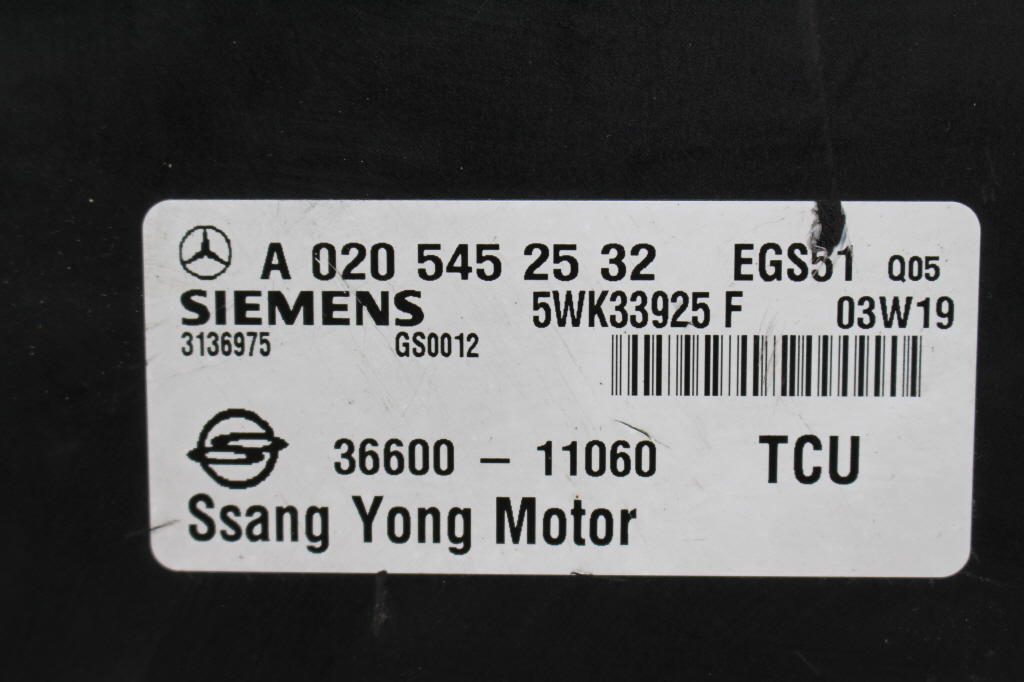 A 020 545 25 32 EGS51 Q05
SIEMENS 5WK33925 F 03W19
3136975 GS0012
36600 - 11060 TCU
Ssang Yong Motor